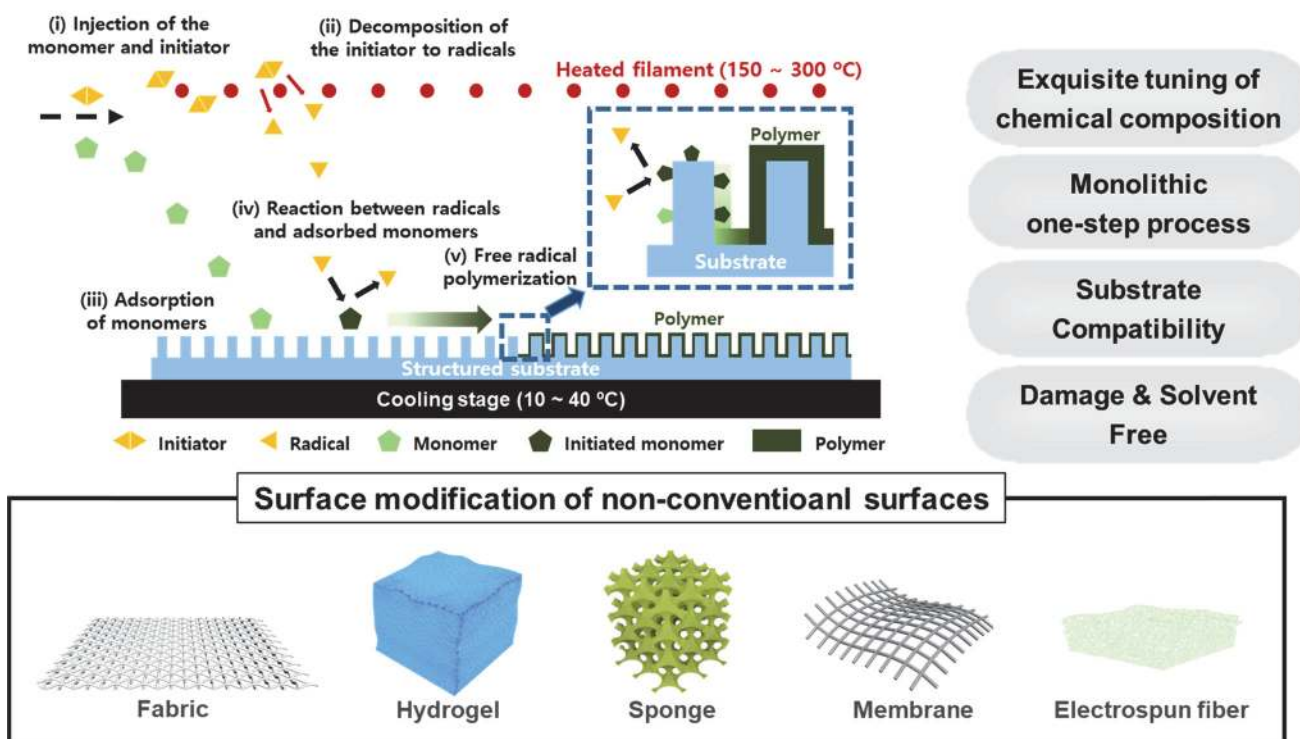 (i) Injection of the
monomer and initiator
(ii) Decomposition of
the initiator to radicals
Heated filament (150 ~ 300 °C)
Polymer
Substrate
(iv) Reaction between radicals
and adsorbed monomers
(v) Free radical
polymerization
(iii) Adsorption
of monomers
Polymer
Structured substrate
Cooling stage (10 ~ 40 °C)
Initiator
Radical
Monomer
Initiated monomer
Polymer
Exquisite tuning of
chemical composition
Monolithic
one-step process
Substrate
Compatibility
Damage & Solvent
Free
Surface modification of non-conventioanl surfaces
Fabric
Hydrogel
Sponge
Membrane
Electrospun fiber